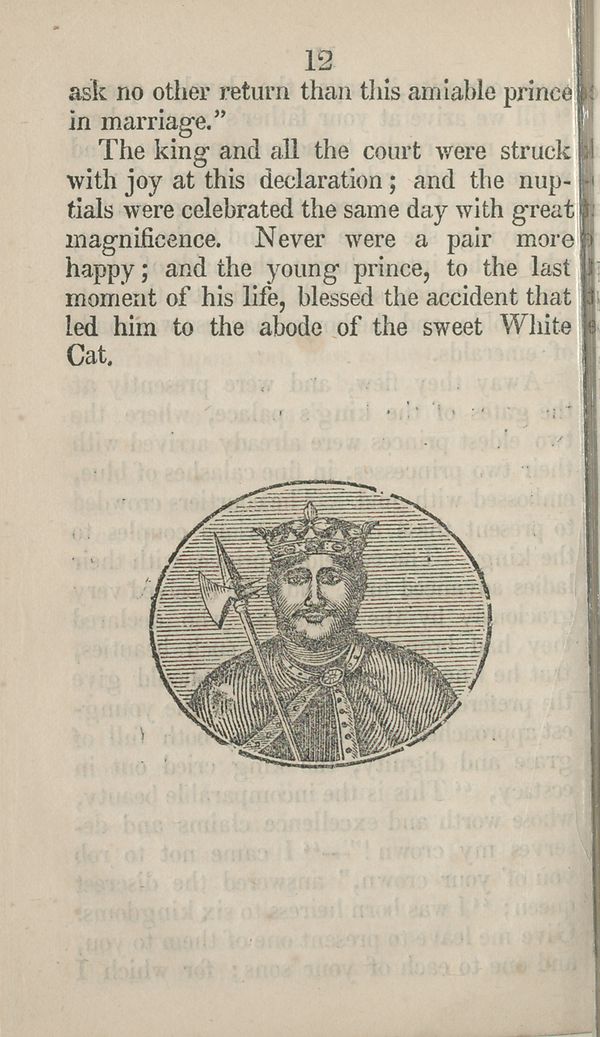 12
ask no other return than this amiable prince
in marriage.”
The king and all the court were struck
with joy at this declaration; and the nup-
tials were celebrated the same day with great
magnificence. Never were a pair more
happy; and the young prince, to the last
moment of his life, blessed the accident that
led him to the abode of the sweet White
Cat.